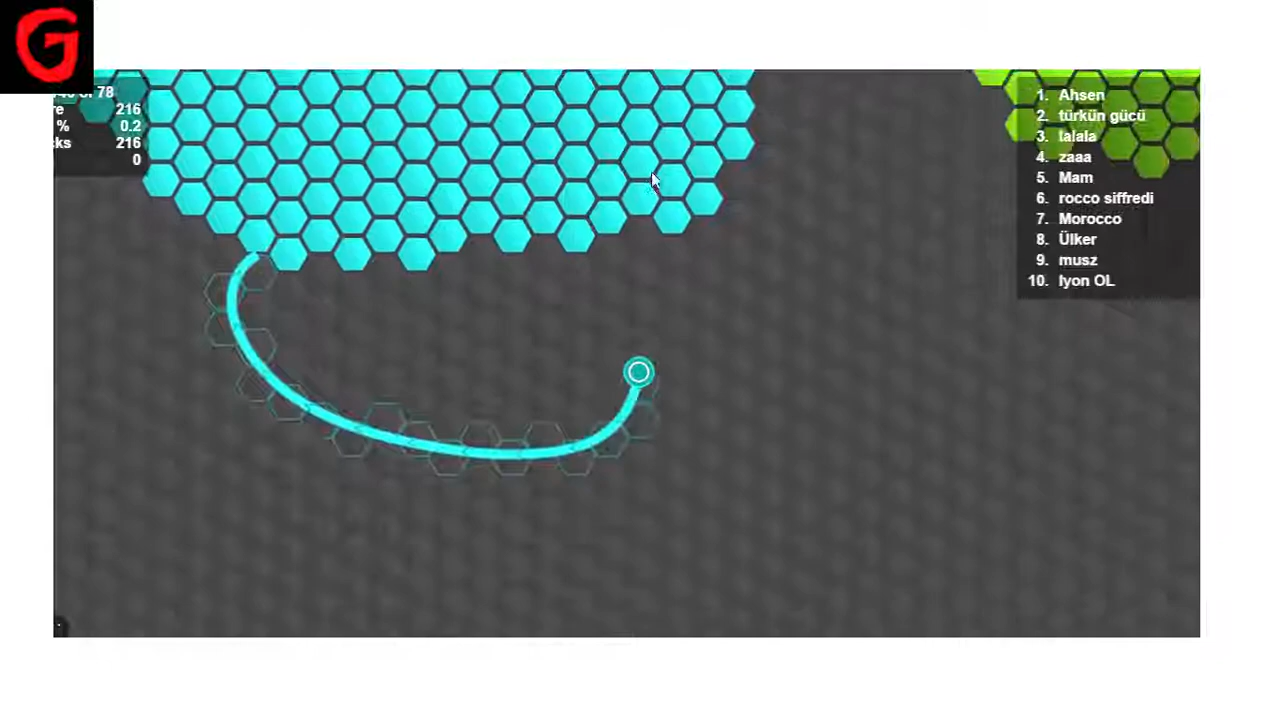 G
78
216
% 0.2
216
0
1. Ahsen
2. türkün gücü
3. lalala
4. zaaa
5. Mam
6. rocco siffredi
7. Morocco
8. Ülker
9. musz
10. lyon OL